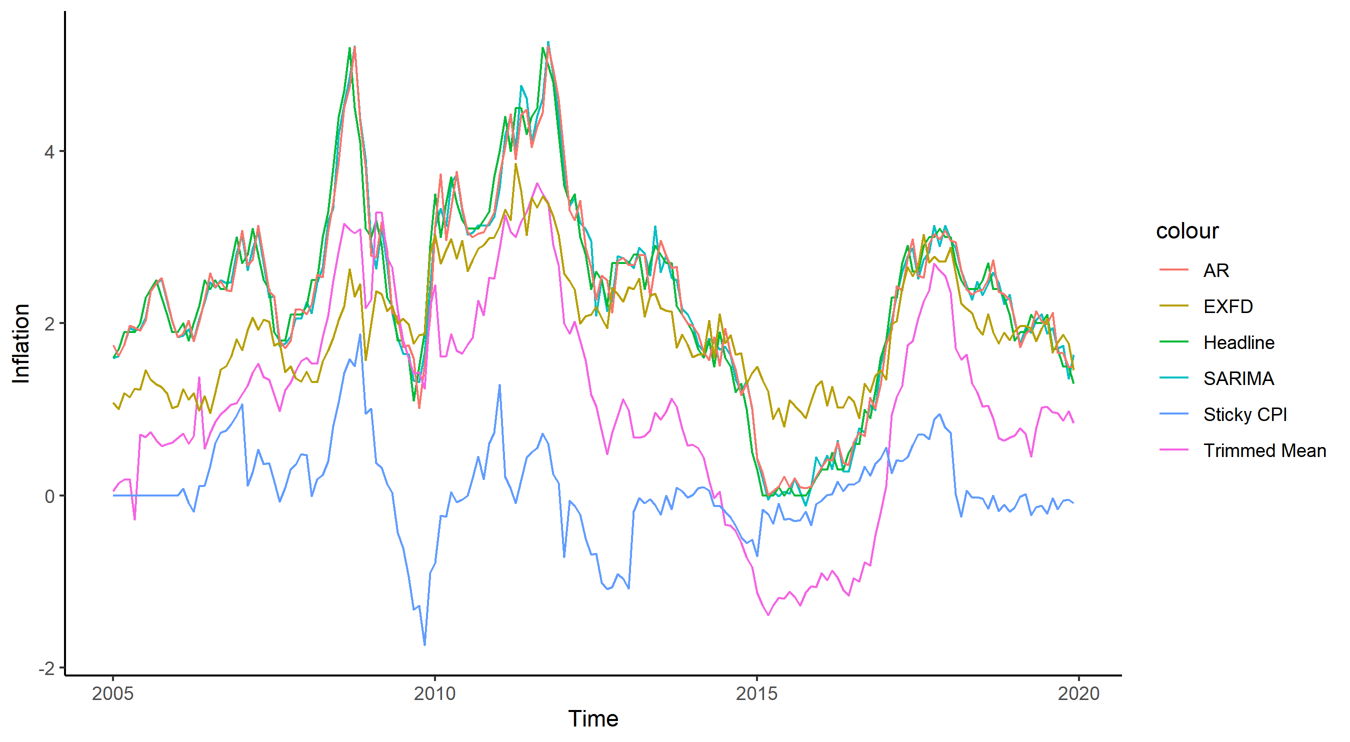 Inflation
4
2
0
-2
2005
2010
2015
2020
Time
colour
AR
EXFD
Headline
SARIMA
Sticky CPI
Trimmed Mean